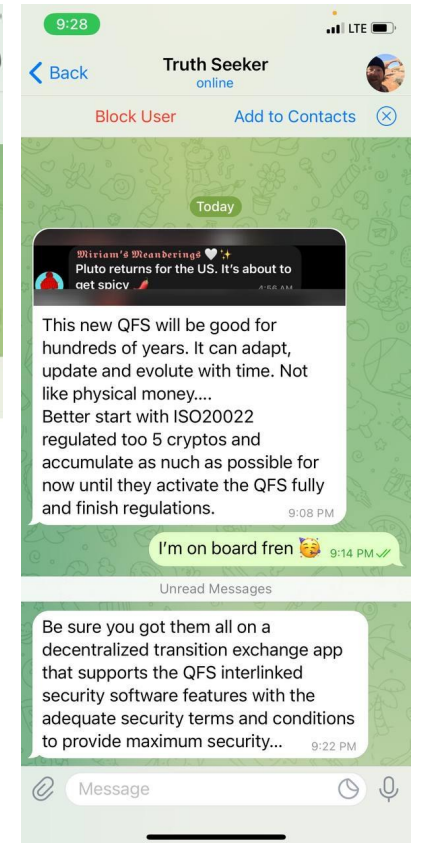 9:28
LTE
Back
Truth Seeker
online
Block User
Add to Contacts
Today
Miriam's Meanderings 🤍✨
Pluto returns for the US. It's about to
get spicy 🌶️
4:56 AM
This new QFS will be good for
hundreds of years. It can adapt,
update and evolute with time. Not
like physical money....
Better start with ISO20022
regulated too 5 cryptos and
accumulate as nuch as possible for
now until they activate the QFS fully
and finish regulations.
9:08 PM
I'm on board fren 🥳
9:14 PM
Unread Messages
Be sure you got them all on a
decentralized transition exchange app
that supports the QFS interlinked
security software features with the
adequate security terms and conditions
to provide maximum security...
9:22 PM
Message